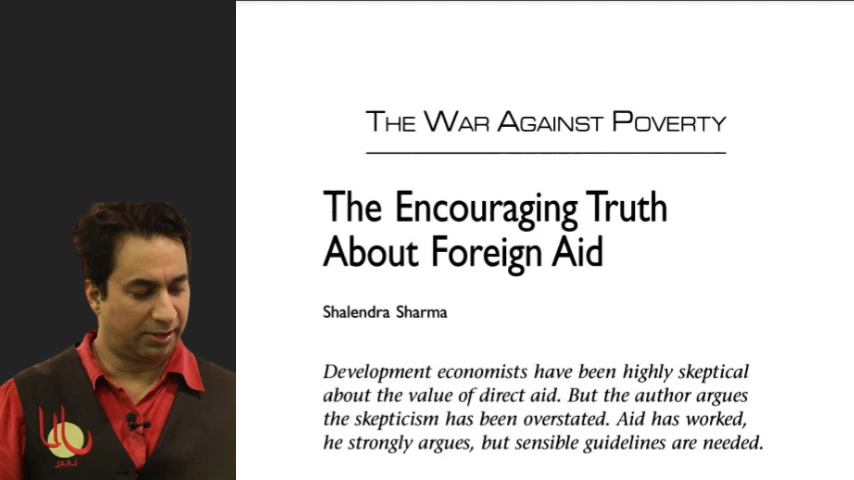 THE WAR AGAINST POVERTY
The Encouraging Truth
About Foreign Aid
Shalendra Sharma
Development economists have been highly skeptical
about the value of direct aid. But the author argues
the skepticism has been overstated. Aid has worked,
he strongly argues, but sensible guidelines are needed.
JAAJ